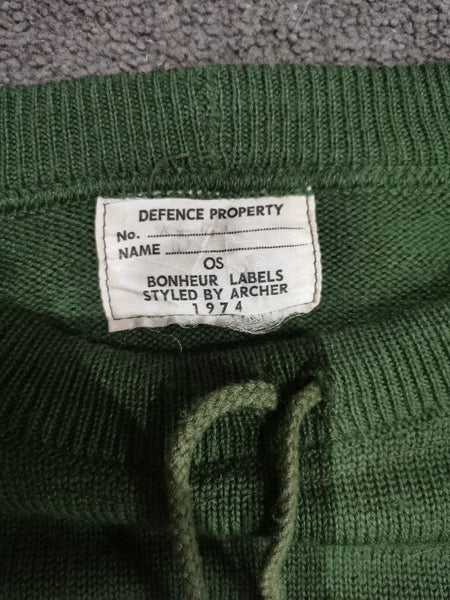 DEFENCE PROPERTY
No.
NAME
OS
BONHEUR LABELS
STYLED BY ARCHER
1974